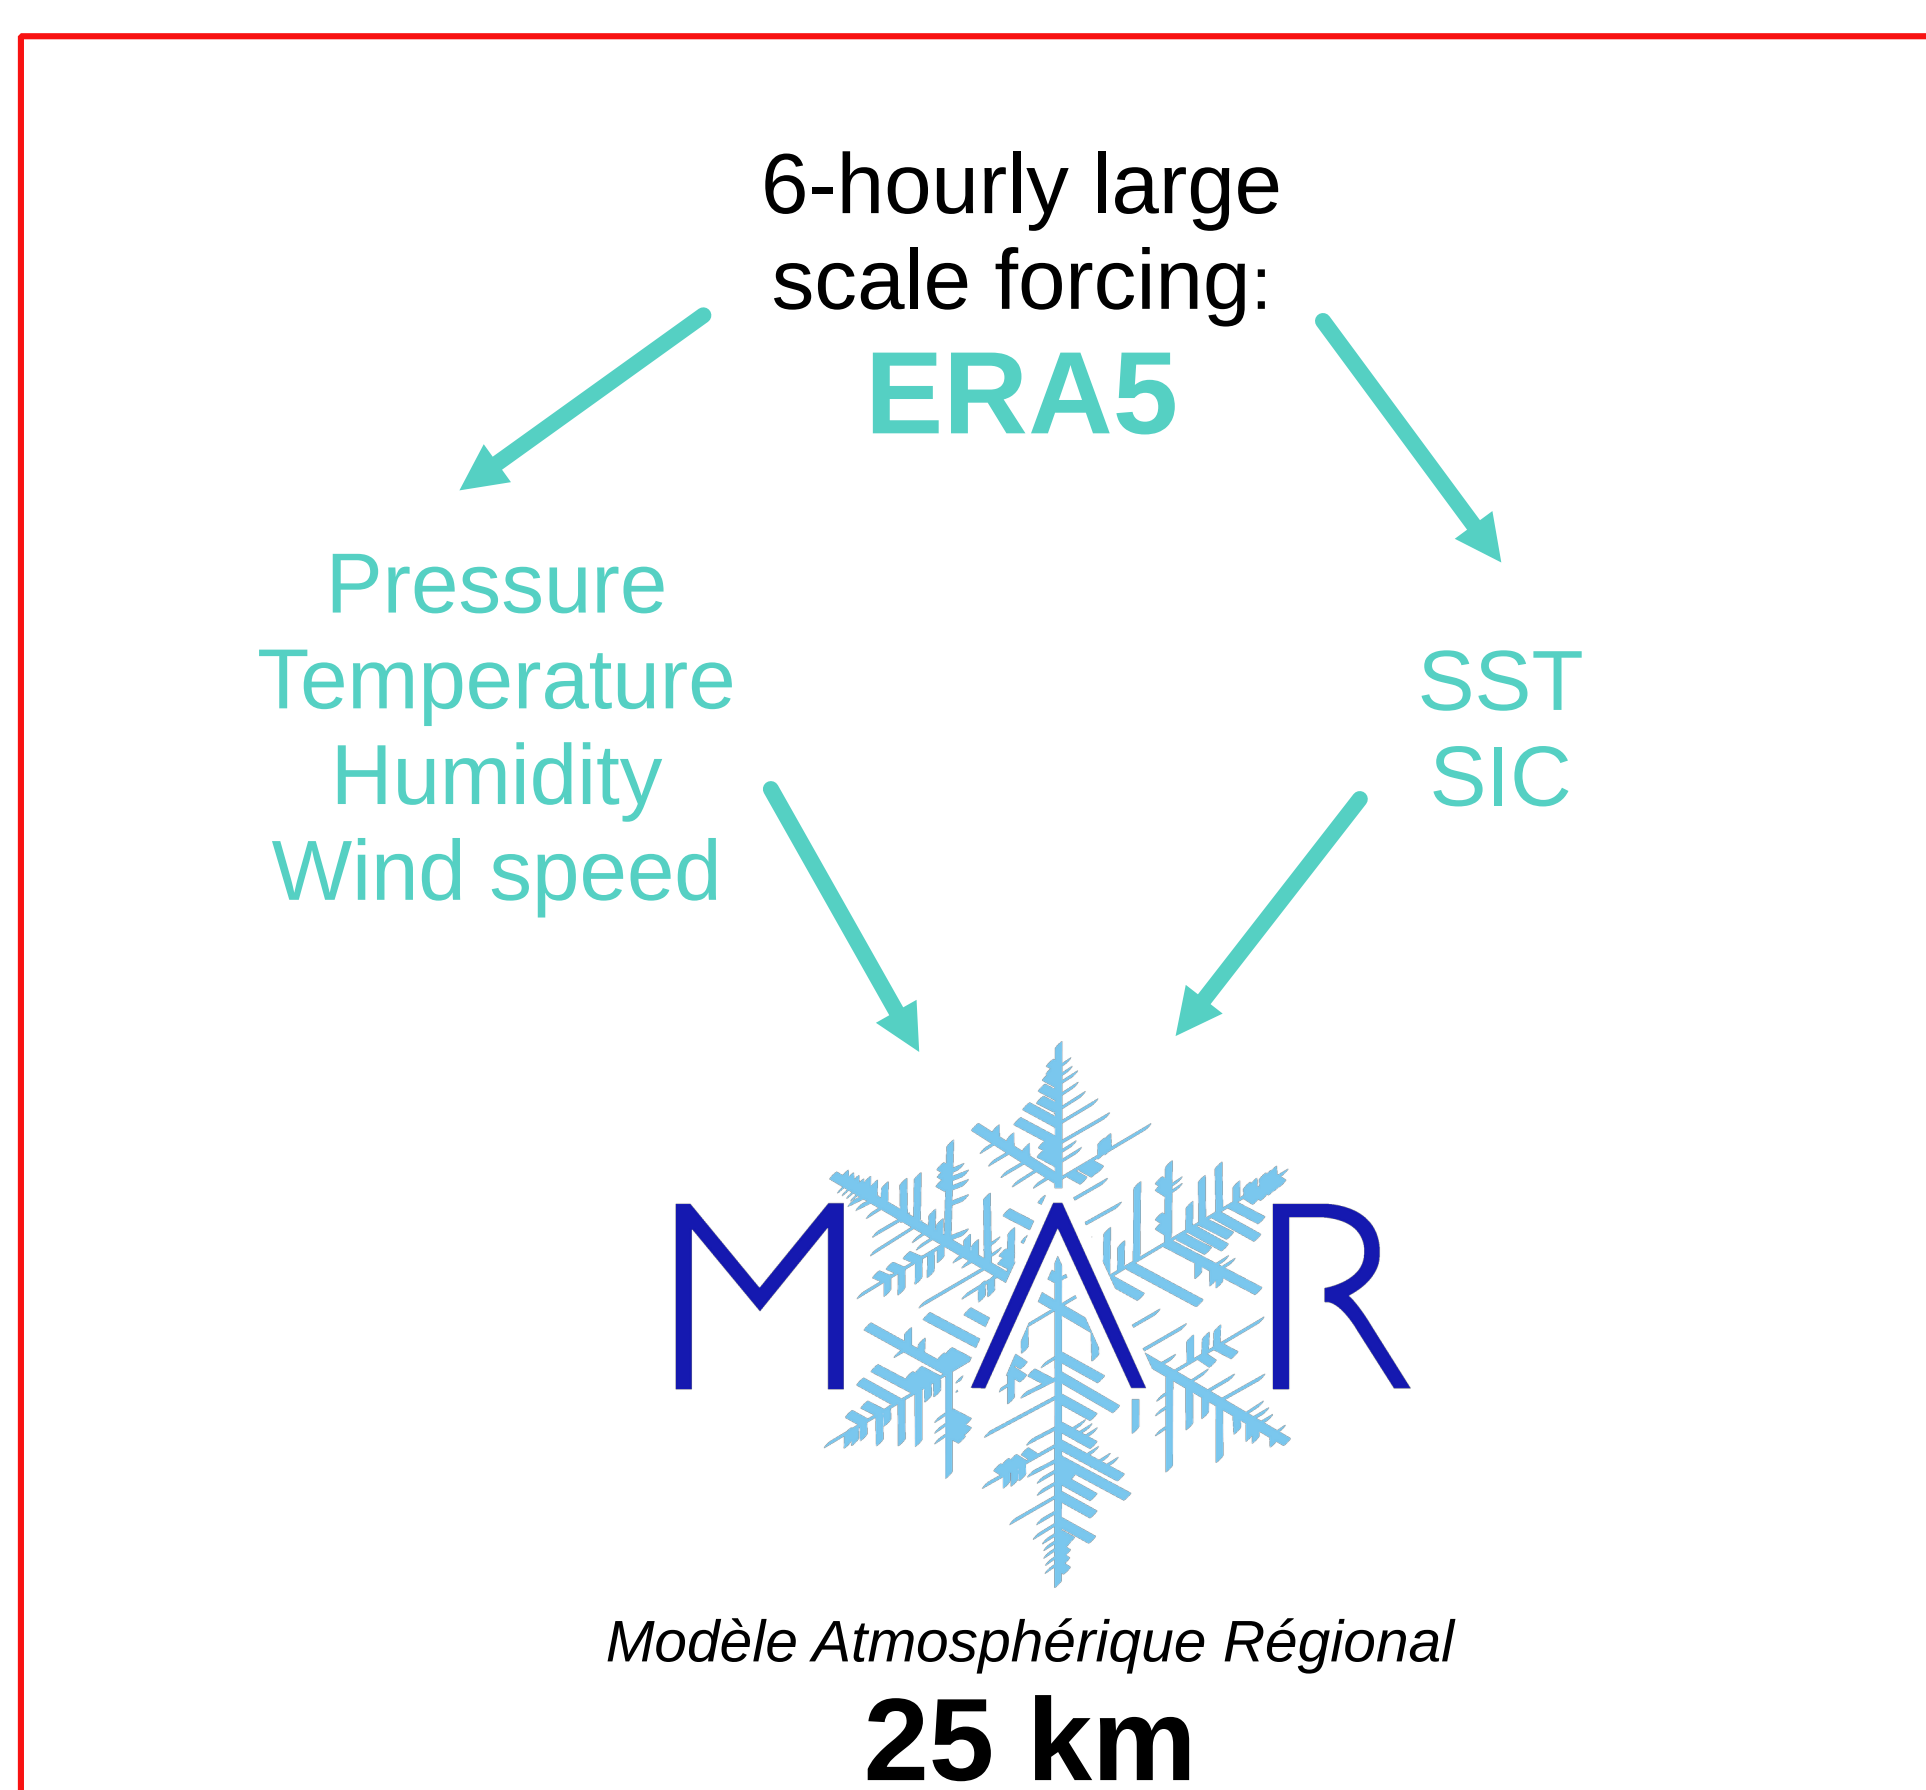 6-hourly large
scale forcing:
ERA5
Pressure
Temperature
Humidity
Wind speed
SST
SIC
MAR
Modèle Atmosphérique Régional
25 km